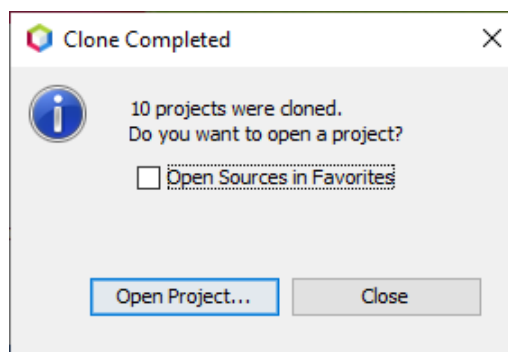 Clone Completed
10 projects were cloned.
Do you want to open a project?
Open Sources in Favorites
Open Project...
Close